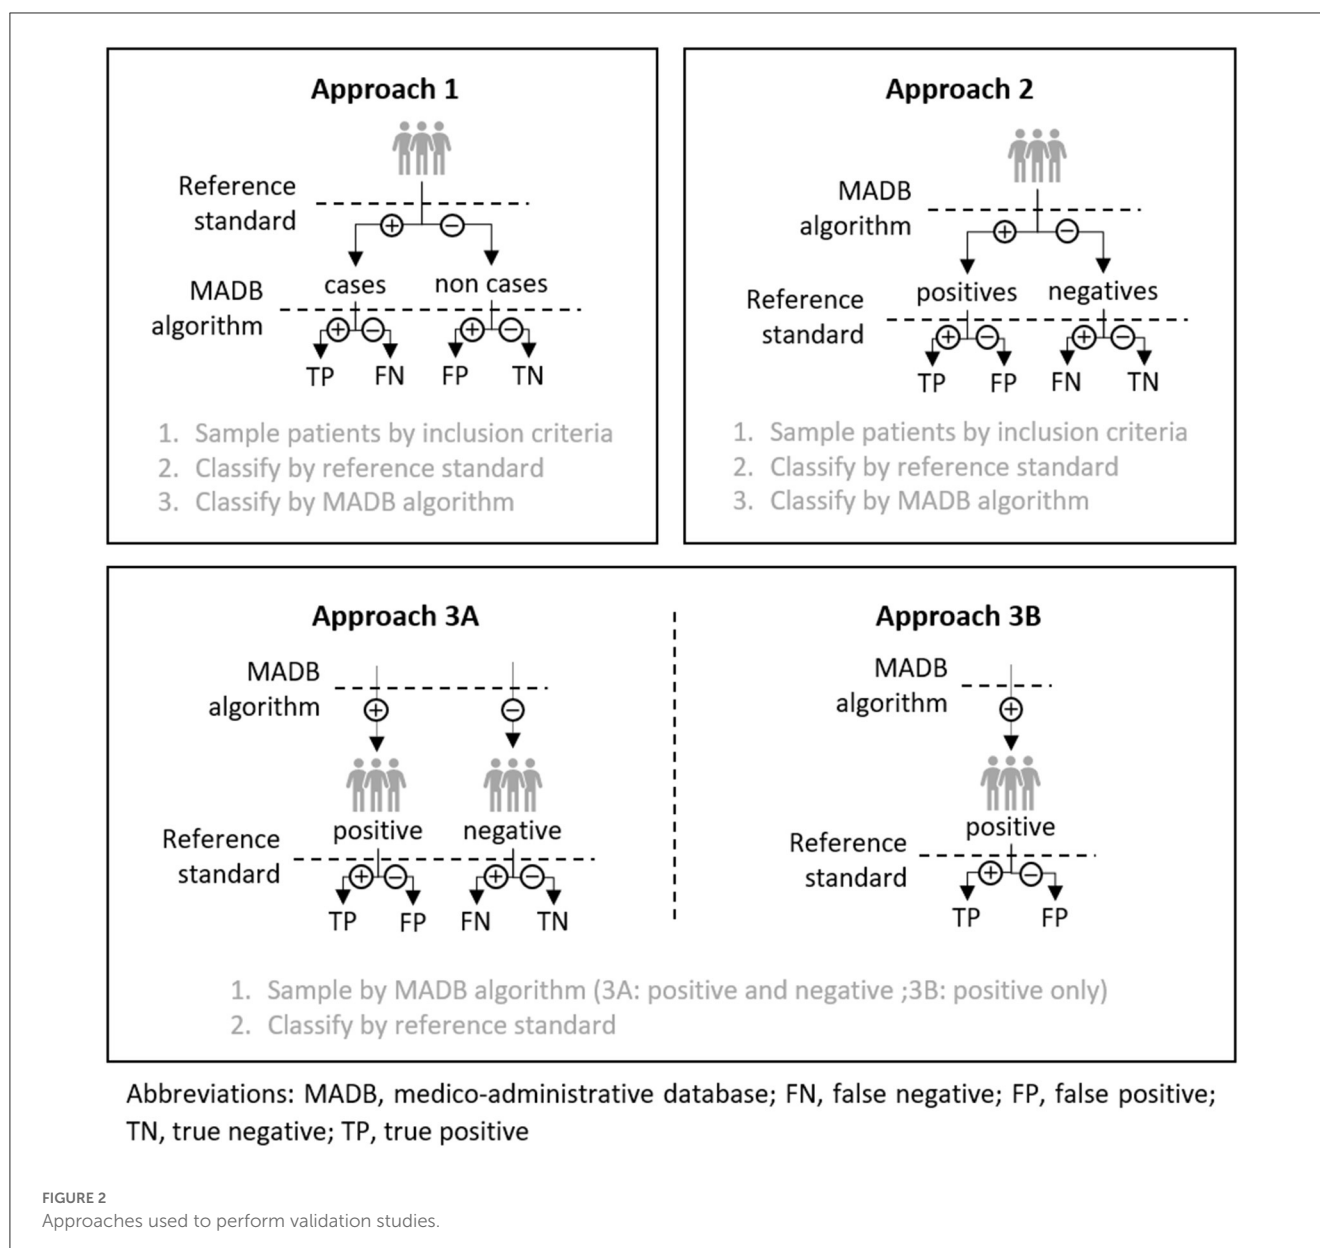 Approach 1
Reference
standard
+ −
MADB
algorithm
cases non cases
+ − + −
TP FN FP TN
1. Sample patients by inclusion criteria
2. Classify by reference standard
3. Classify by MADB algorithm
Approach 2
MADB
algorithm
+ −
Reference
standard
positives negatives
+ − + −
TP FP FN TN
1. Sample patients by inclusion criteria
2. Classify by reference standard
3. Classify by MADB algorithm
Approach 3A
MADB
algorithm
+ −
positive negative
Reference
standard
+ − + −
TP FP FN TN
Approach 3B
MADB
algorithm
+
positive
Reference
standard
+ −
TP FP
1. Sample by MADB algorithm (3A: positive and negative ;3B: positive only)
2. Classify by reference standard
Abbreviations: MADB, medico-administrative database; FN, false negative; FP, false positive;
TN, true negative; TP, true positive
FIGURE 2
Approaches used to perform validation studies.